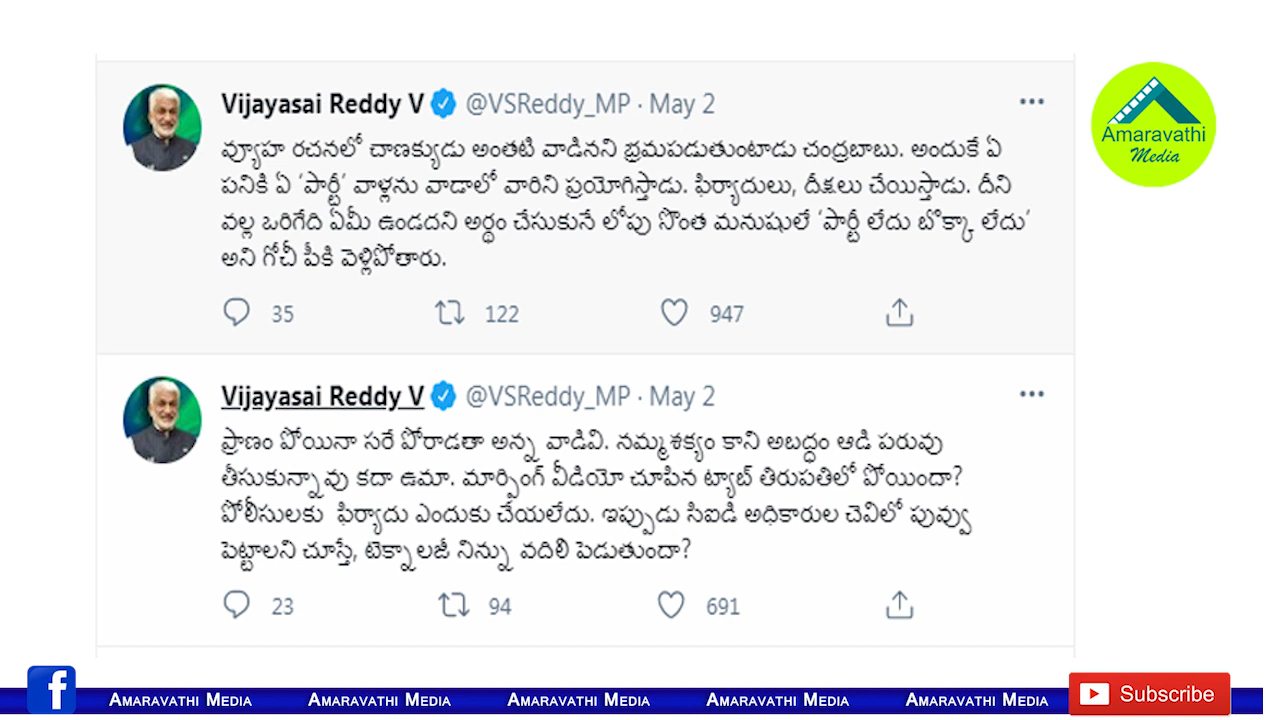 Vijayasai Reddy V @VSReddy_MP · May 2
వ్యూహ రచనలో చాణక్యుడు అంతటి వాడినని భ్రమపడుతుంటాడు చంద్రబాబు. అందుకే ఏ
పనికి ఏ ‘పార్టీ’ వాళ్లను వాడాలో వారిని ప్రయోగిస్తాడు. ఫిర్యాదులు, దీక్షలు చేయిస్తాడు. దీని
వల్ల ఒరిగేది ఏమీ ఉండదని అర్థం చేసుకునే లోపు సొంత మనుషులే ‘పార్టీ లేదు బొక్కా లేదు’
అని గోచీ పీకి వెళ్లిపోతారు.
35 122 947
Vijayasai Reddy V @VSReddy_MP · May 2
ప్రాణం పోయినా సరే పోరాడతా అన్న వాడివి. నమ్మశక్యం కాని అబద్ధం ఆడి పరువు
తీసుకున్నావు కదా ఉమా. మార్ఫింగ్ వీడియో చూపిన ట్యాబ్ తిరుపతిలో పోయిందా?
పోలీసులకు ఫిర్యాదు ఎందుకు చేయలేదు. ఇప్పుడు సిఐడి అధికారుల చెవిలో పువ్వు
పెట్టాలని చూస్తే, టెక్నాలజీ నిన్ను వదిలి పెడుతుందా?
23 94 691
Amaravathi
Media
f Amaravathi Media Amaravathi Media Amaravathi Media Amaravathi Media Amaravathi Media Subscribe